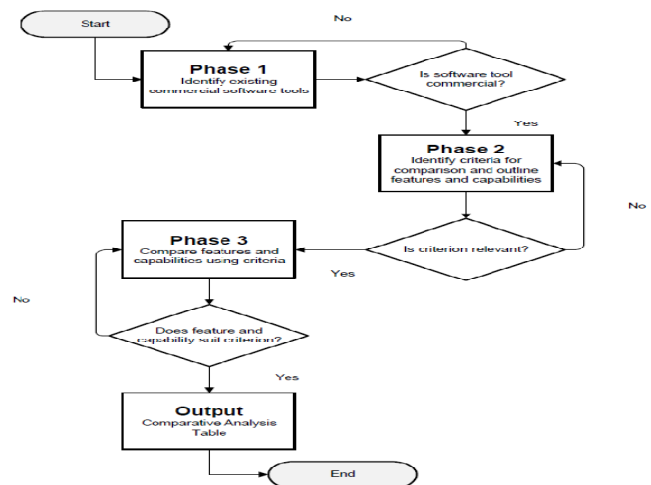 Start
No
Phase 1
Identify existing
commercial software tools
Is software tool
commercial?
Yes
Phase 2
Identify criteria for
comparison and outline
features and capabilities
No
Is criterion relevant?
Yes
Phase 3
Compare features and
capabilities using criteria
No
Does feature and
capability suit criterion?
Yes
Output
Comparative Analysis
Table
End